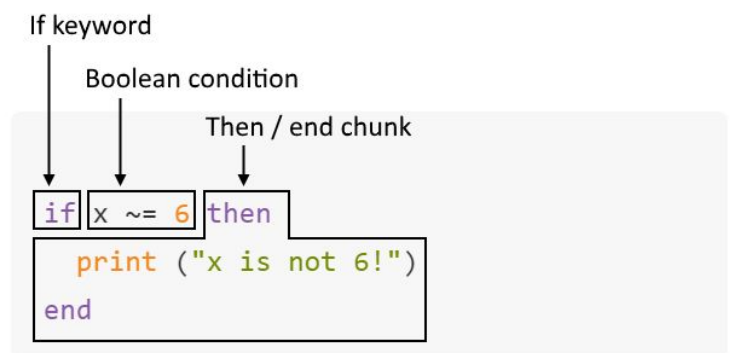 If keyword
Boolean condition
Then / end chunk
if x ~= 6 then
print ("x is not 6!")
end